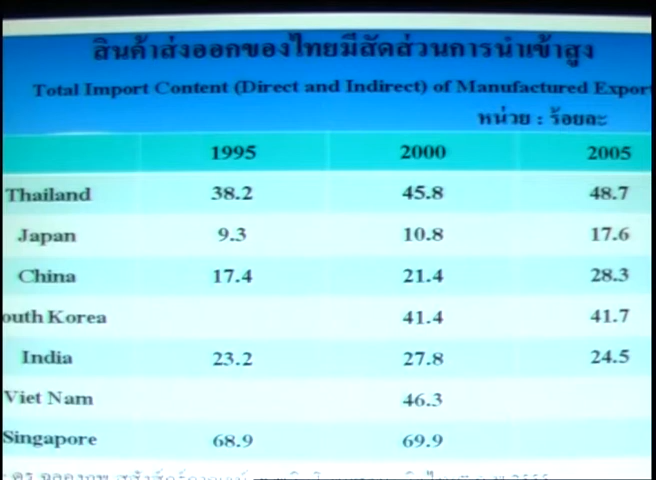 สินค้าส่งออกของไทยมีสัดส่วนการนำเข้าสูง
Total Import Content (Direct and Indirect) of Manufactured Expor
หน่วย : ร้อยละ
1995 2000 2005
Thailand 38.2 45.8 48.7
Japan 9.3 10.8 17.6
China 17.4 21.4 28.3
outh Korea 41.4 41.7
India 23.2 27.8 24.5
Viet Nam 46.3
Singapore 68.9 69.9